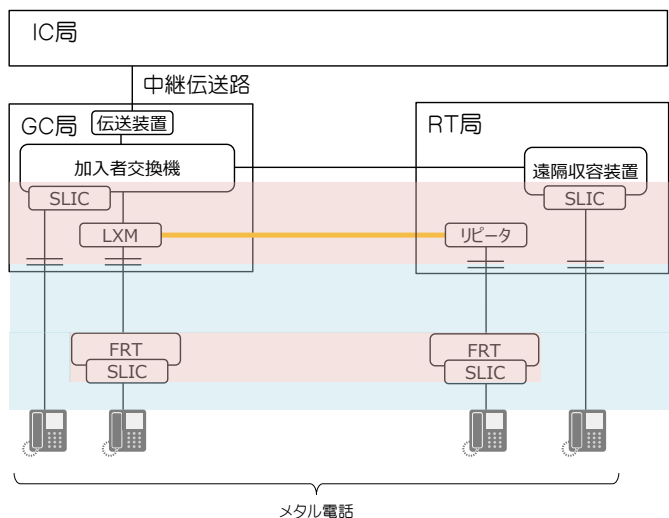 IC局
中継伝送路
GC局
伝送装置
RT局
加入者交換機
遠隔収容装置
SLIC
SLIC
LXM
リピータ
FRT
SLIC
FRT
SLIC
メタル電話